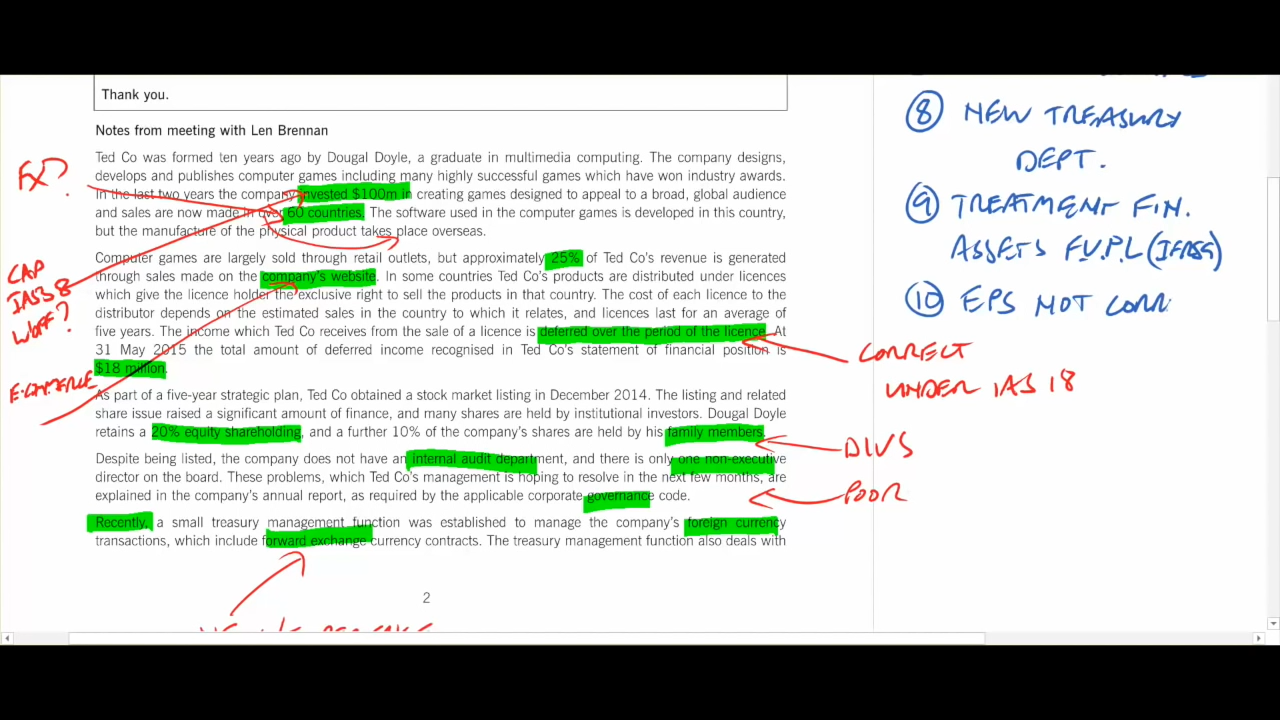 Thank you.
Notes from meeting with Len Brennan
Ted Co was formed ten years ago by Dougal Doyle, a graduate in multimedia computing. The company designs,
develops and publishes computer games including many highly successful games which have won industry awards.
In the last two years the company invested $100m in creating games designed to appeal to a broad, global audience
and sales are now made in over 60 countries. The software used in the computer games is developed in this country,
but the manufacture of the physical product takes place overseas.
Computer games are largely sold through retail outlets, but approximately 25% of Ted Co's revenue is generated
through sales made on the company's website. In some countries Ted Co's products are distributed under licences
which give the licence holder the exclusive right to sell the products in that country. The cost of each licence to the
distributor depends on the estimated sales in the country to which it relates, and licences last for an average of
five years. The income which Ted Co receives from the sale of a licence is deferred over the period of the licence. At
31 May 2015 the total amount of deferred income recognised in Ted Co's statement of financial position is
$18 million.
As part of a five-year strategic plan, Ted Co obtained a stock market listing in December 2014. The listing and related
share issue raised a significant amount of finance, and many shares are held by institutional investors. Dougal Doyle
retains a 20% equity shareholding, and a further 10% of the company's shares are held by his family members.
Despite being listed, the company does not have an internal audit department, and there is only one non-executive
director on the board. These problems, which Ted Co's management is hoping to resolve in the next few months, are
explained in the company's annual report, as required by the applicable corporate governance code.
Recently, a small treasury management function was established to manage the company's foreign currency
transactions, which include forward exchange currency contracts. The treasury management function also deals with
2
FX?
CAP
IAS38
W/OFF?
E-COMMERCE
CORRECT
UNDER IAS 18
DIVS
POOR
8 NEW TREASURY
DEPT.
9 TREATMENT FIN.
ASSETS F.V.P.L (IFRS9)
10 EPS NOT CORR